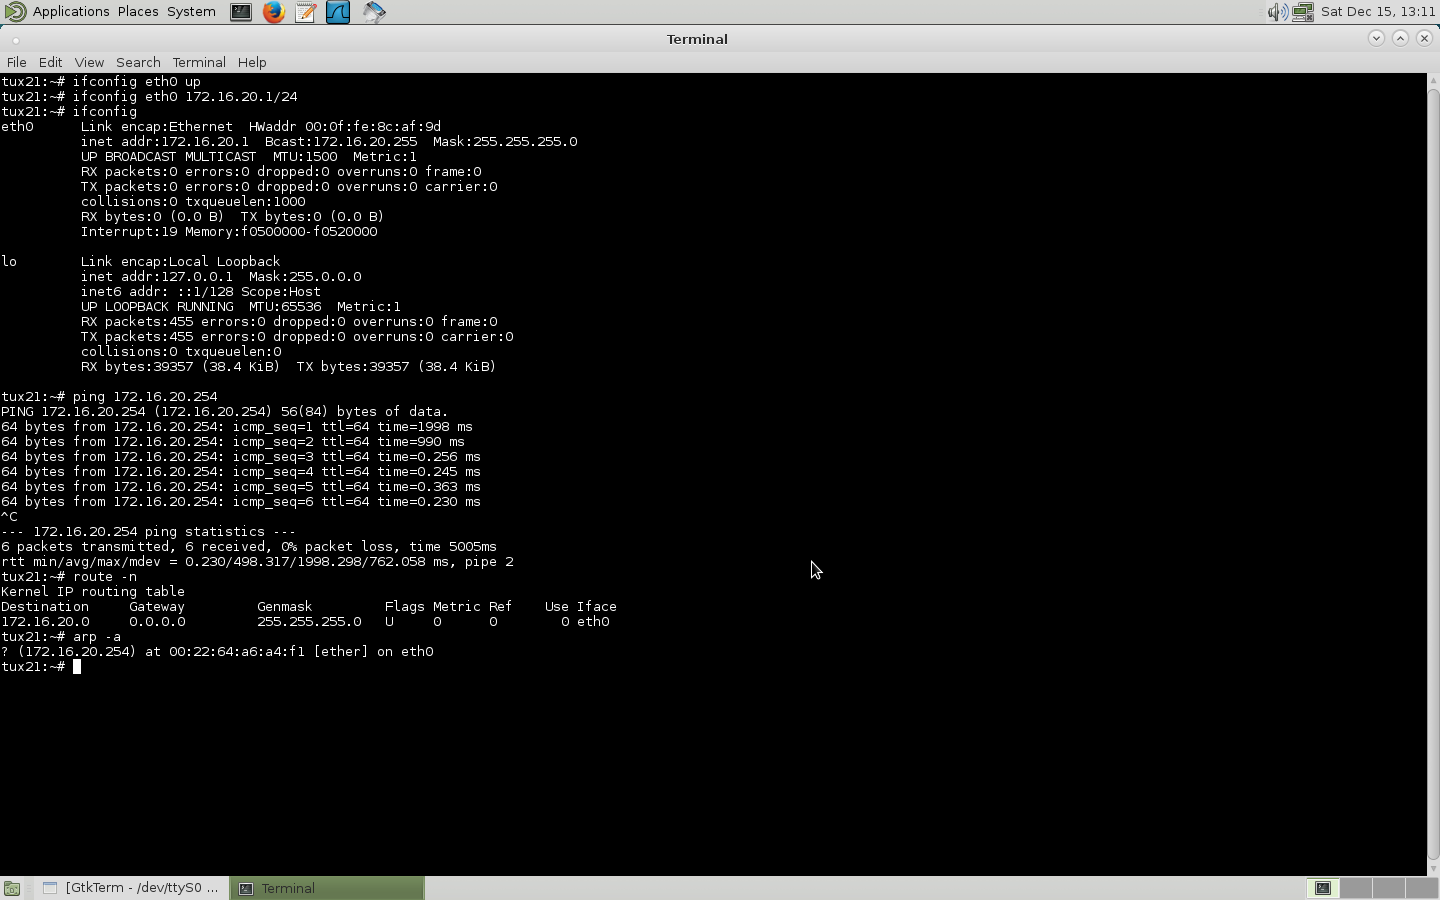 Applications Places System
Sat Dec 15, 13:11
Terminal
File Edit View Search Terminal Help
tux21:~# ifconfig eth0 up
tux21:~# ifconfig eth0 172.16.20.1/24
tux21:~# ifconfig
eth0      Link encap:Ethernet  HWaddr 00:0f:fe:8c:af:9d
          inet addr:172.16.20.1  Bcast:172.16.20.255  Mask:255.255.255.0
          UP BROADCAST MULTICAST  MTU:1500  Metric:1
          RX packets:0 errors:0 dropped:0 overruns:0 frame:0
          TX packets:0 errors:0 dropped:0 overruns:0 carrier:0
          collisions:0 txqueuelen:1000
          RX bytes:0 (0.0 B)  TX bytes:0 (0.0 B)
          Interrupt:19 Memory:f0500000-f0520000
lo        Link encap:Local Loopback
          inet addr:127.0.0.1  Mask:255.0.0.0
          inet6 addr: ::1/128 Scope:Host
          UP LOOPBACK RUNNING  MTU:65536  Metric:1
          RX packets:455 errors:0 dropped:0 overruns:0 frame:0
          TX packets:455 errors:0 dropped:0 overruns:0 carrier:0
          collisions:0 txqueuelen:0
          RX bytes:39357 (38.4 KiB)  TX bytes:39357 (38.4 KiB)
tux21:~# ping 172.16.20.254
PING 172.16.20.254 (172.16.20.254) 56(84) bytes of data.
64 bytes from 172.16.20.254: icmp_seq=1 ttl=64 time=1998 ms
64 bytes from 172.16.20.254: icmp_seq=2 ttl=64 time=990 ms
64 bytes from 172.16.20.254: icmp_seq=3 ttl=64 time=0.256 ms
64 bytes from 172.16.20.254: icmp_seq=4 ttl=64 time=0.245 ms
64 bytes from 172.16.20.254: icmp_seq=5 ttl=64 time=0.363 ms
64 bytes from 172.16.20.254: icmp_seq=6 ttl=64 time=0.230 ms
^C
--- 172.16.20.254 ping statistics ---
6 packets transmitted, 6 received, 0% packet loss, time 5005ms
rtt min/avg/max/mdev = 0.230/498.317/1998.298/762.058 ms, pipe 2
tux21:~# route -n
Kernel IP routing table
Destination     Gateway         Genmask         Flags Metric Ref    Use Iface
172.16.20.0     0.0.0.0         255.255.255.0   U     0      0        0 eth0
tux21:~# arp -a
? (172.16.20.254) at 00:22:64:a6:a4:f1 [ether] on eth0
tux21:~#
[GtkTerm - /dev/ttyS0 ...
Terminal